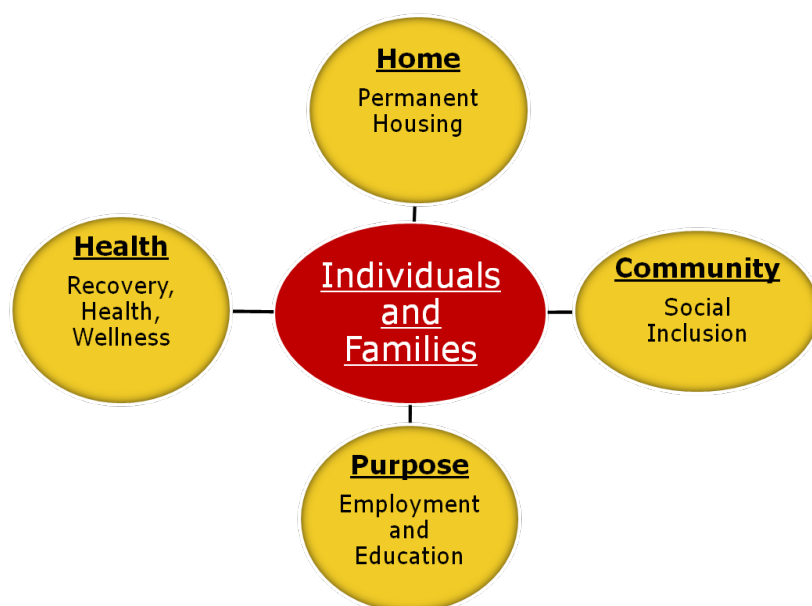 Home
Permanent
Housing
Health
Recovery,
Health,
Wellness
Individuals
and
Families
Community
Social
Inclusion
Purpose
Employment
and
Education